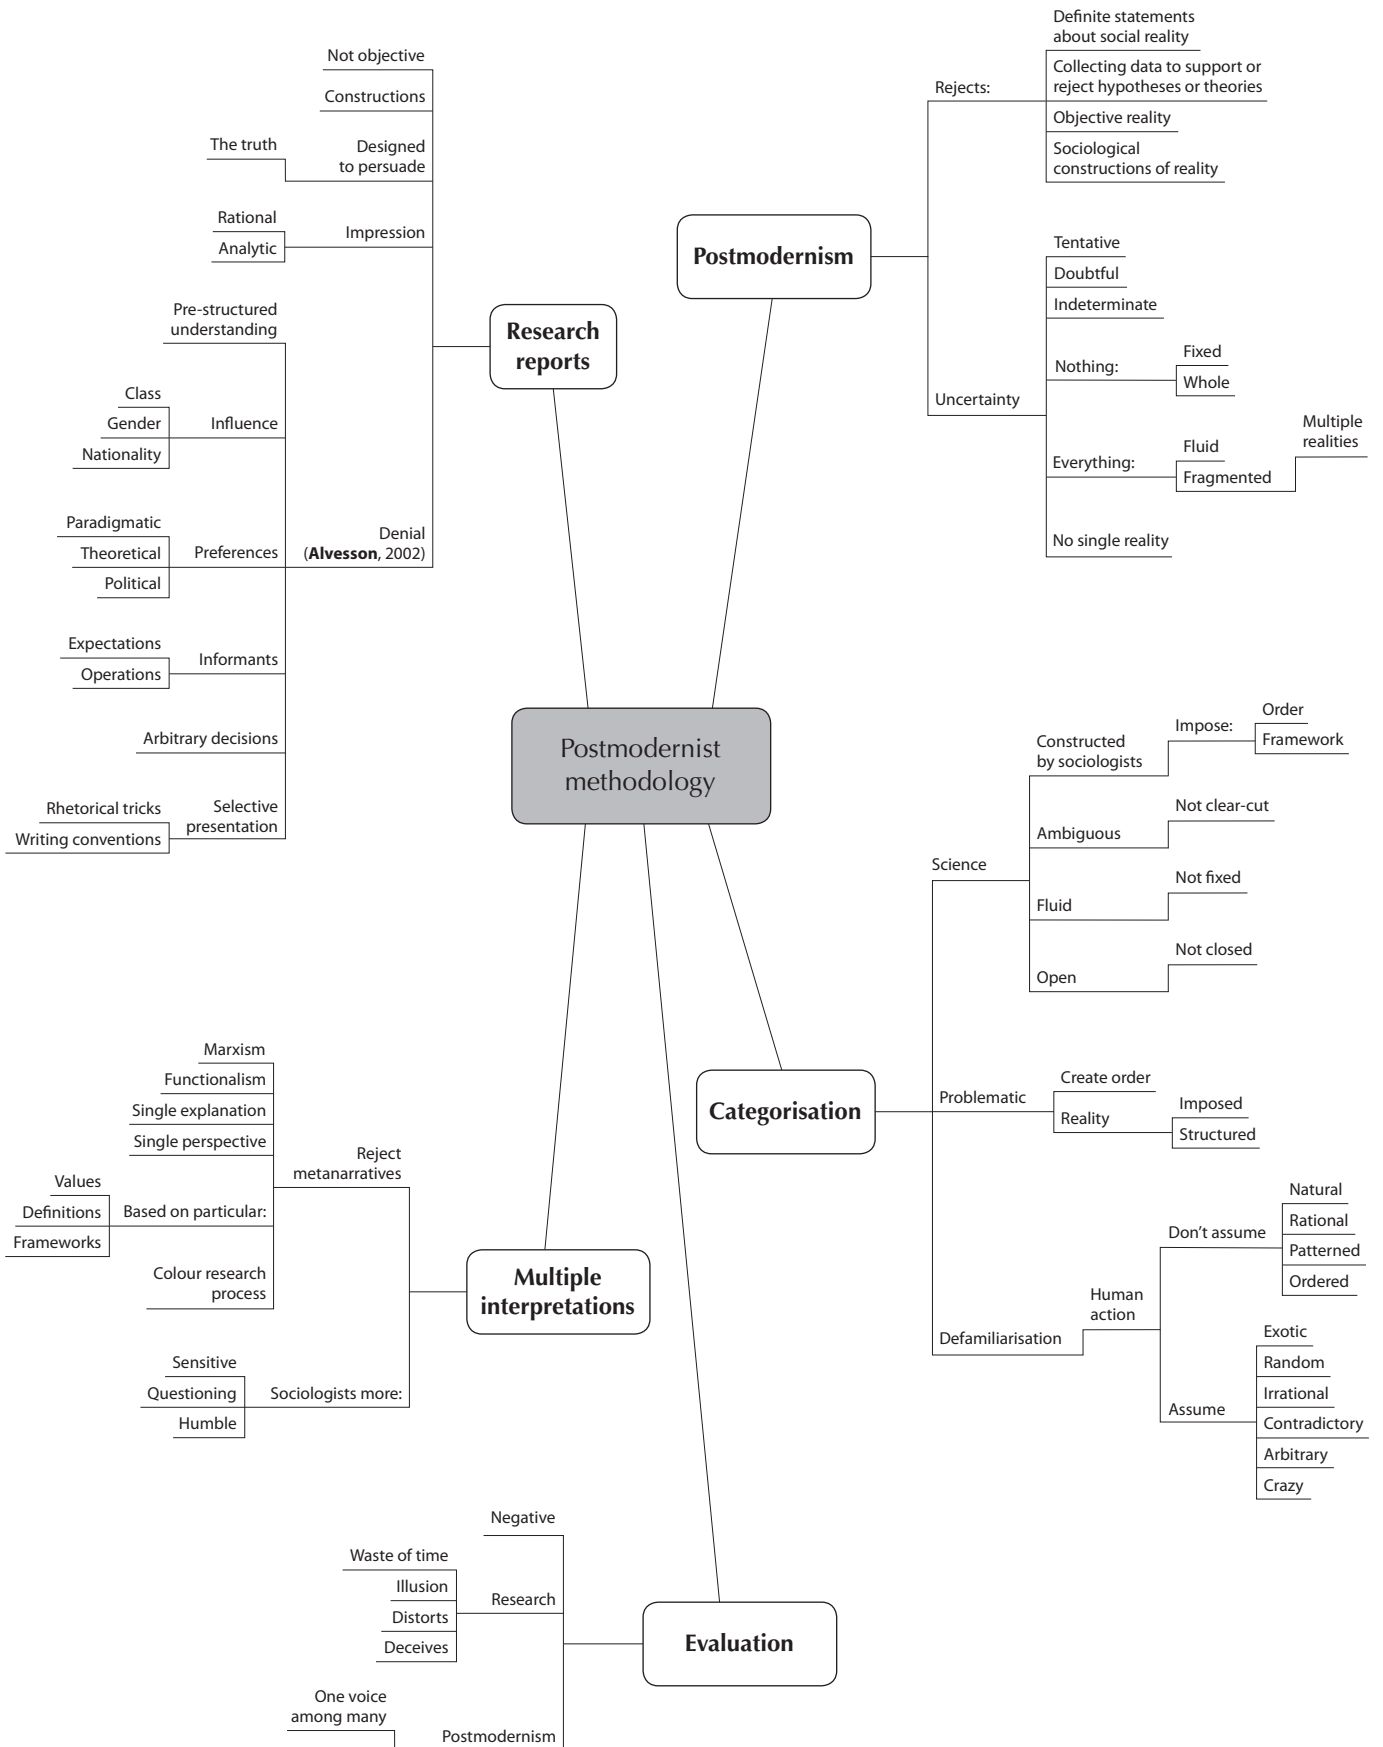 Postmodernist
methodology
Research
reports
Not objective
Constructions
Designed
to persuade
The truth
Impression
Rational
Analytic
Denial
(Alvesson, 2002)
Pre-structured
understanding
Influence
Class
Gender
Nationality
Preferences
Paradigmatic
Theoretical
Political
Informants
Expectations
Operations
Arbitrary decisions
Selective
presentation
Rhetorical tricks
Writing conventions
Postmodernism
Rejects:
Definite statements
about social reality
Collecting data to support or
reject hypotheses or theories
Objective reality
Sociological
constructions of reality
Uncertainty
Tentative
Doubtful
Indeterminate
Nothing:
Fixed
Whole
Everything:
Fluid
Fragmented
Multiple
realities
No single reality
Categorisation
Science
Constructed
by sociologists
Impose:
Order
Framework
Ambiguous
Not clear-cut
Fluid
Not fixed
Open
Not closed
Problematic
Create order
Reality
Imposed
Structured
Defamiliarisation
Human
action
Don't assume
Natural
Rational
Patterned
Ordered
Assume
Exotic
Random
Irrational
Contradictory
Arbitrary
Crazy
Multiple
interpretations
Reject
metanarratives
Marxism
Functionalism
Single explanation
Single perspective
Based on particular:
Values
Definitions
Frameworks
Colour research
process
Sociologists more:
Sensitive
Questioning
Humble
Evaluation
Negative
Research
Waste of time
Illusion
Distorts
Deceives
Postmodernism
One voice
among many